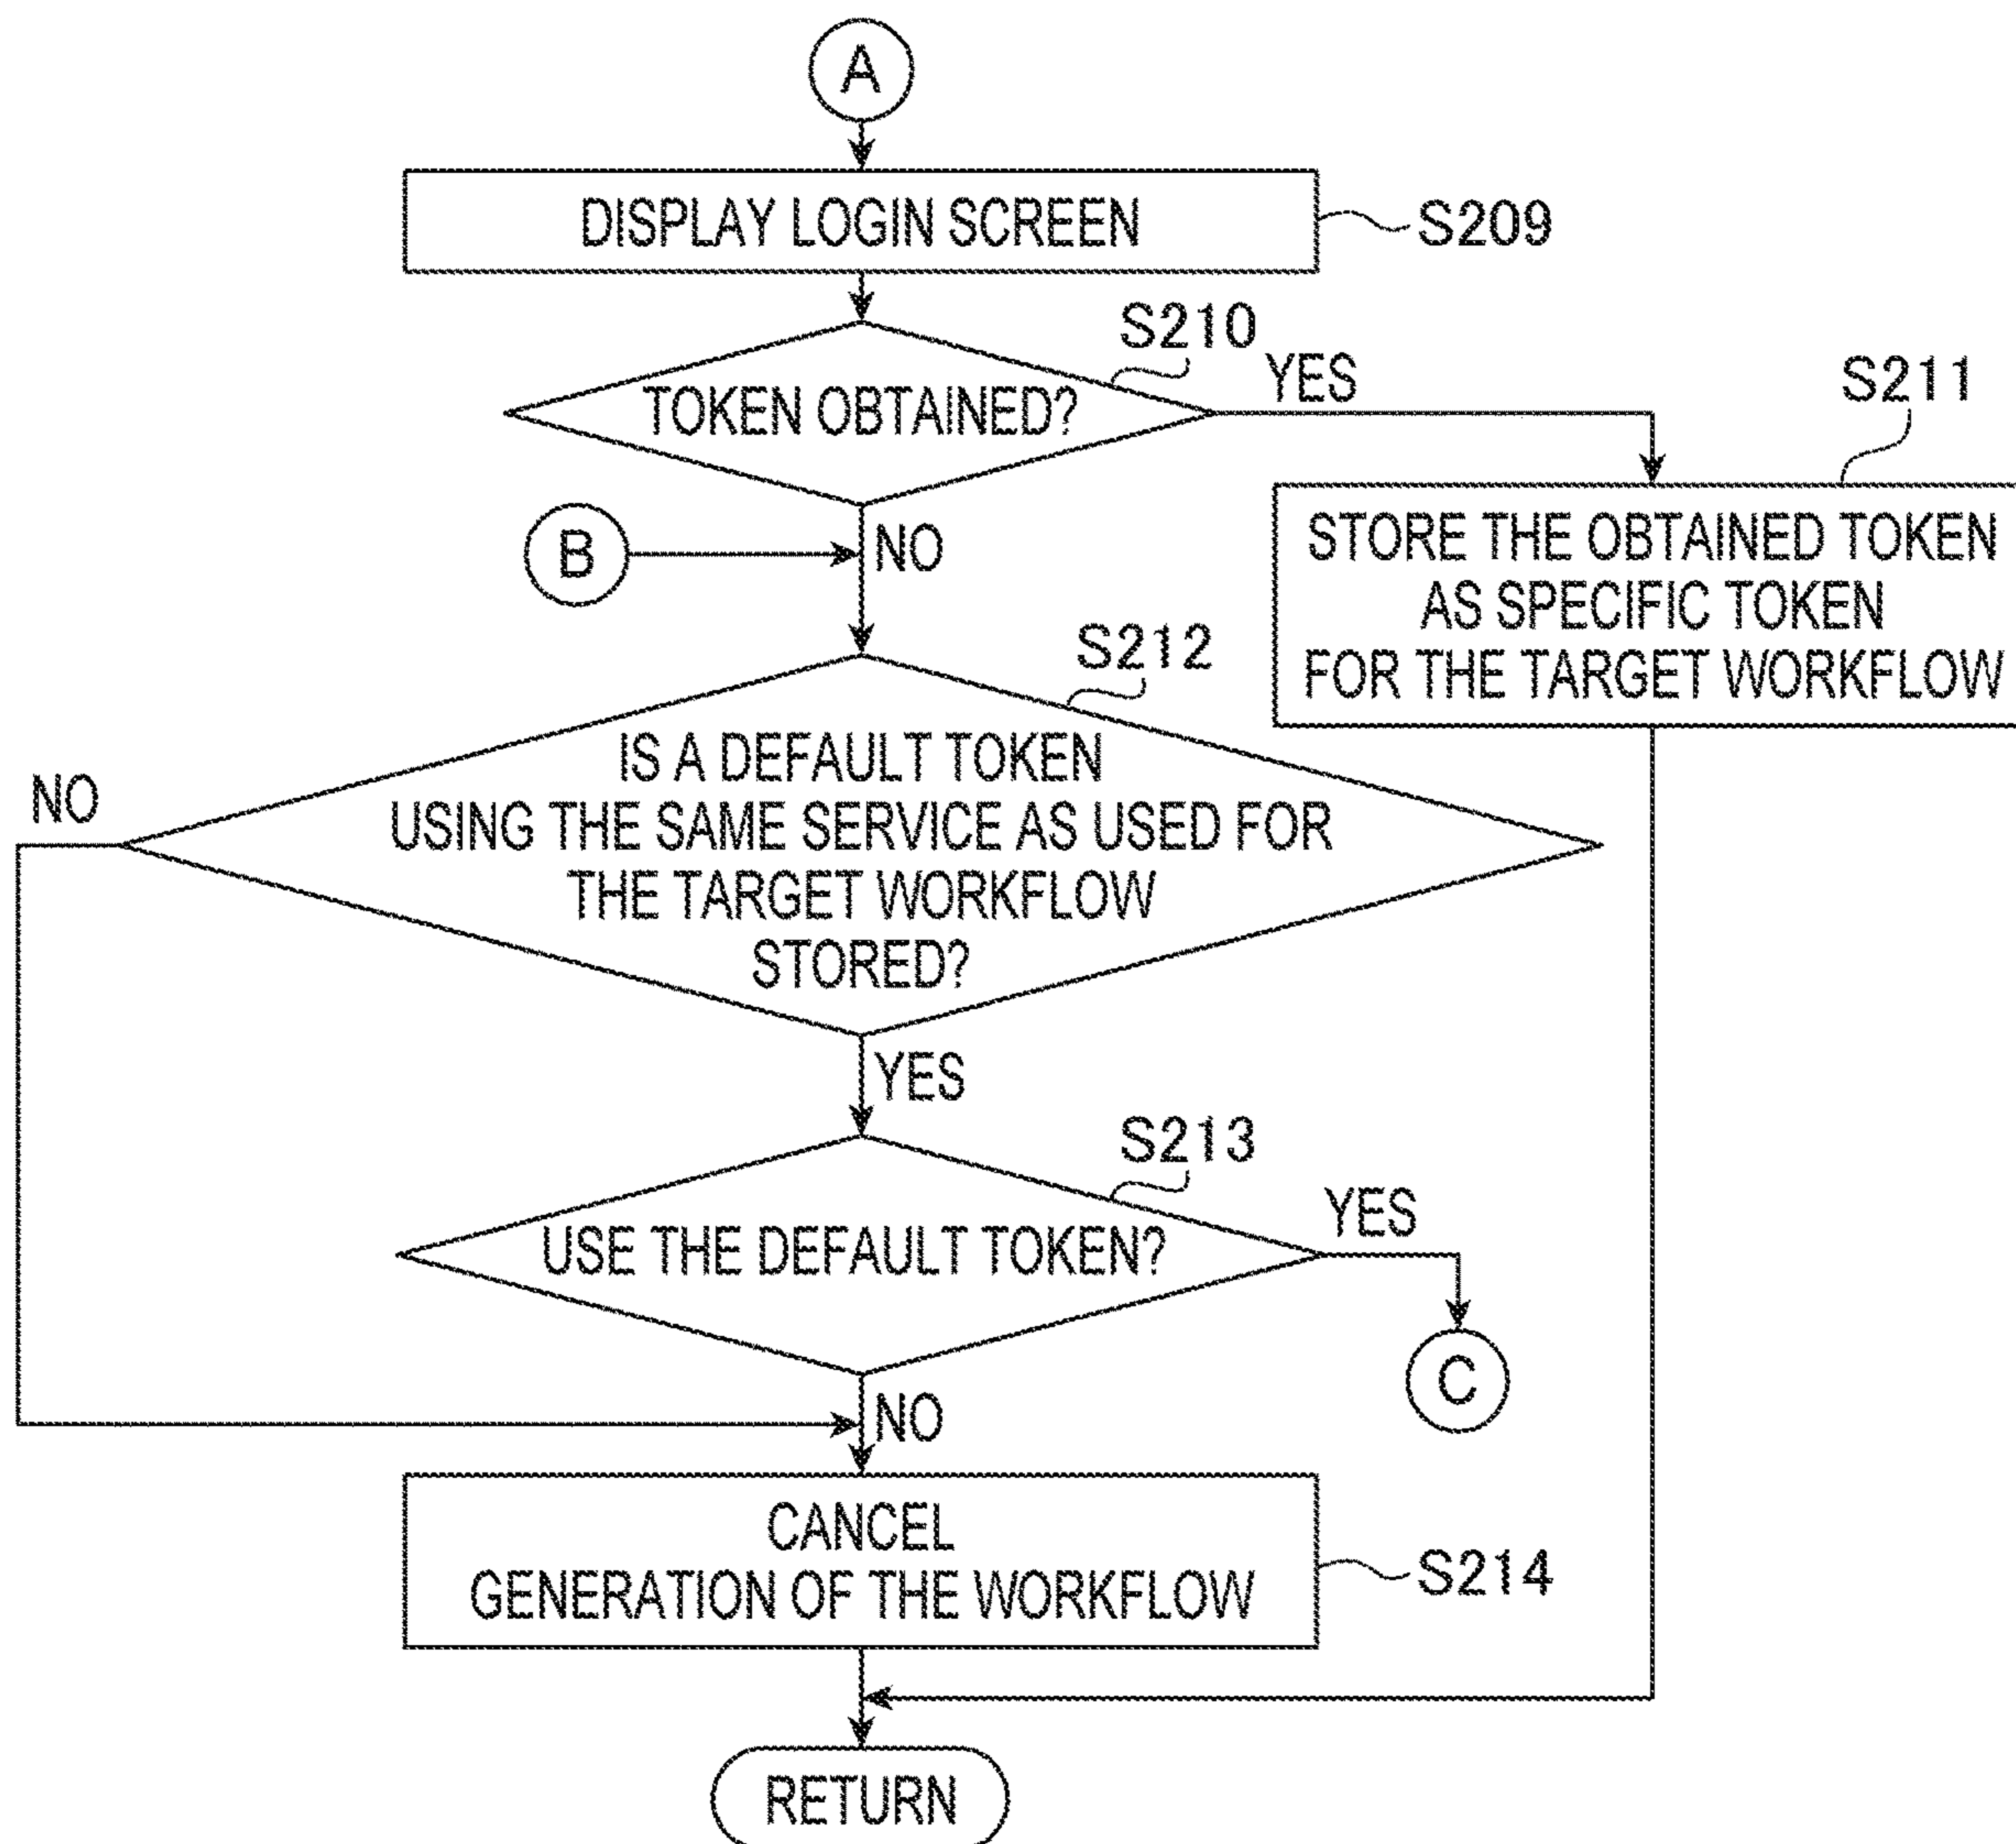 A
DISPLAY LOGIN SCREEN
S209
S210
TOKEN OBTAINED?
YES
S211
STORE THE OBTAINED TOKEN
AS SPECIFIC TOKEN
FOR THE TARGET WORKFLOW
B
NO
S212
IS A DEFAULT TOKEN
USING THE SAME SERVICE AS USED FOR
THE TARGET WORKFLOW
STORED?
NO
YES
S213
USE THE DEFAULT TOKEN?
YES
C
NO
CANCEL
GENERATION OF THE WORKFLOW
S214
RETURN